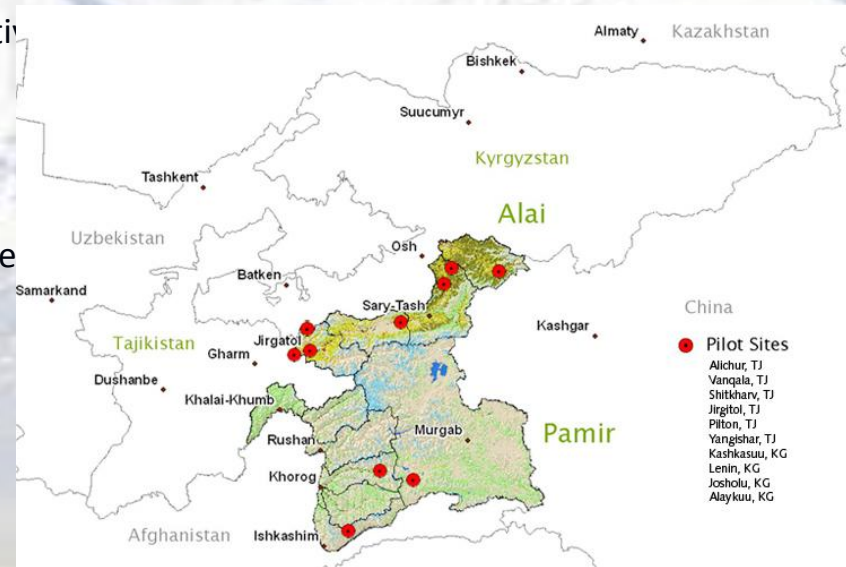 tiv
e
Almaty
Kazakhstan
Bishkek
Suucumyr
Kyrgyzstan
Tashkent
Alai
Uzbekistan
Osh
Batken
Samarkand
Sary-Tash
China
Kashgar
Tajikistan
Jirgatol
Gharm
Dushanbe
Khalai-Khumb
Murgab
Pamir
Rushan
Khorog
Afghanistan
Ishkashim
Pilot Sites
Alichur, TJ
Vanqala, TJ
Shitkharv, TJ
Jirgitol, TJ
Pilton, TJ
Yangishar, TJ
Kashkasuu, KG
Lenin, KG
Josholu, KG
Alaykuu, KG